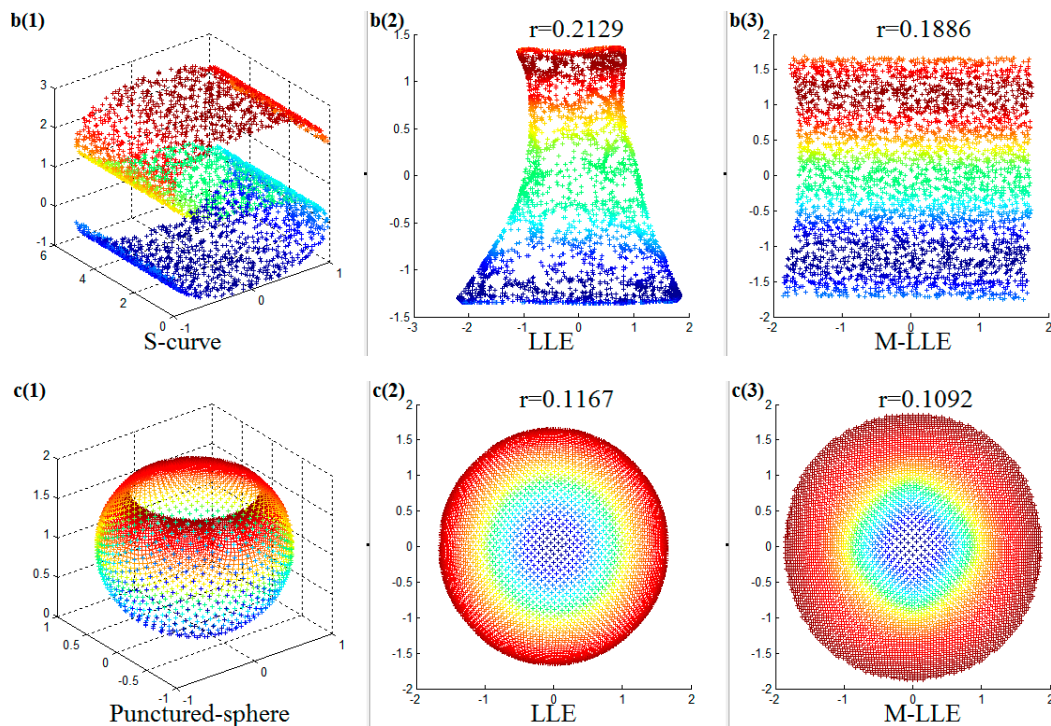 b(1)
3
2
1
0
-1
6
4
2
0
-1
0
1
S-curve
b(2)
r=0.2129
1.5
1
0.5
0
-0.5
-1
-1.5
-3 -2 -1 0 1 2
LLE
b(3)
r=0.1886
2
1.5
1
0.5
0
-0.5
-1
-1.5
-2
-2 -1 0 1 2
M-LLE
c(1)
2
1.5
1
0.5
0
1
0.5
0
-0.5
-1
-1
0
1
Punctured-sphere
c(2)
r=0.1167
2
1.5
1
0.5
0
-0.5
-1
-1.5
-2
-2 -1 0 1 2
LLE
c(3)
r=0.1092
2
1.5
1
0.5
0
-0.5
-1
-1.5
-2
-2 -1 0 1 2
M-LLE